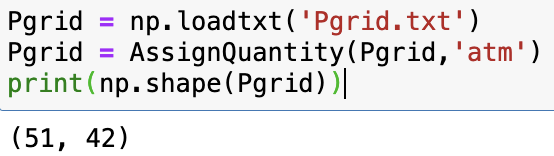 Pgrid = np.loadtxt('Pgrid.txt')
Pgrid = AssignQuantity(Pgrid,'atm')
print(np.shape(Pgrid))
(51, 42)